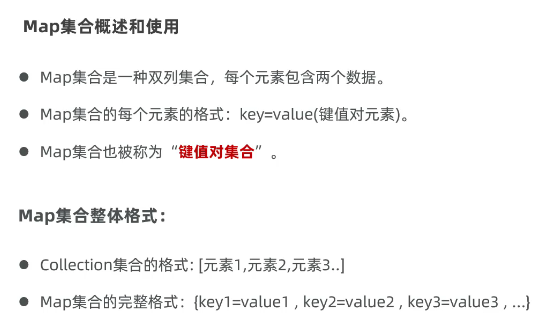 Map集合概述和使用
● Map集合是一种双列集合，每个元素包含两个数据。
● Map集合的每个元素的格式：key=value(键值对元素)。
● Map集合也被称为“键值对集合”。
Map集合整体格式：
● Collection集合的格式: [元素1,元素2,元素3..]
● Map集合的完整格式：{key1=value1 , key2=value2 , key3=value3 , ...}